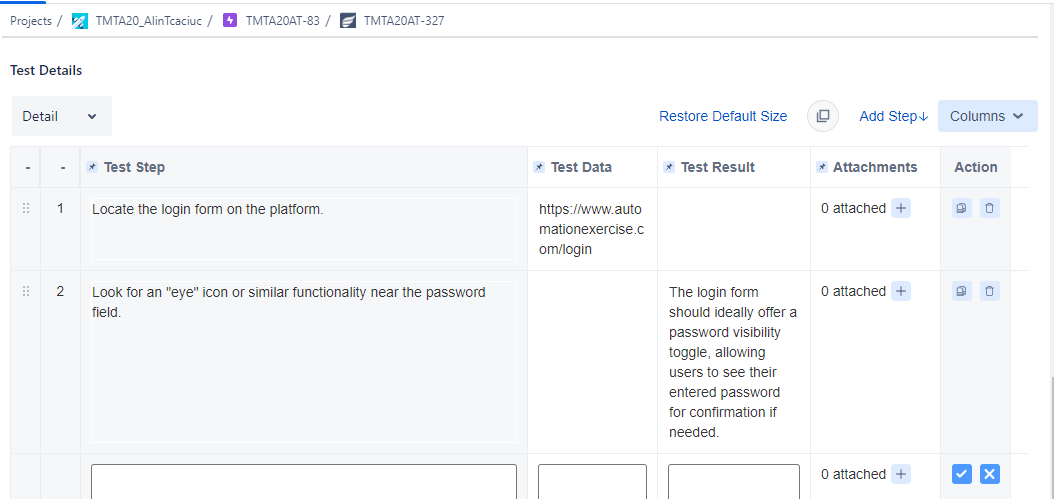 Projects / TMTA20_AlinTcaciuc / TMTA20AT-83 / TMTA20AT-327
Test Details
Detail
Restore Default Size
Add Step↓
Columns
- - Test Step Test Data Test Result Attachments Action
1 Locate the login form on the platform.
https://www.auto
mationexercise.c
om/login
0 attached +
2 Look for an "eye" icon or similar functionality near the password
field.
The login form
should ideally offer a
password visibility
toggle, allowing
users to see their
entered password
for confirmation if
needed.
0 attached +
0 attached +